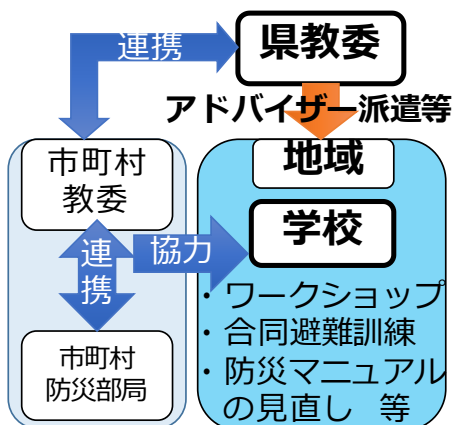 連携
県教委
アドバイザー派遣等
市町村
教委
地域
学校
連
携
協力
市町村
防災部局
・ワークショップ
・合同避難訓練
・防災マニュアル
の見直し 等